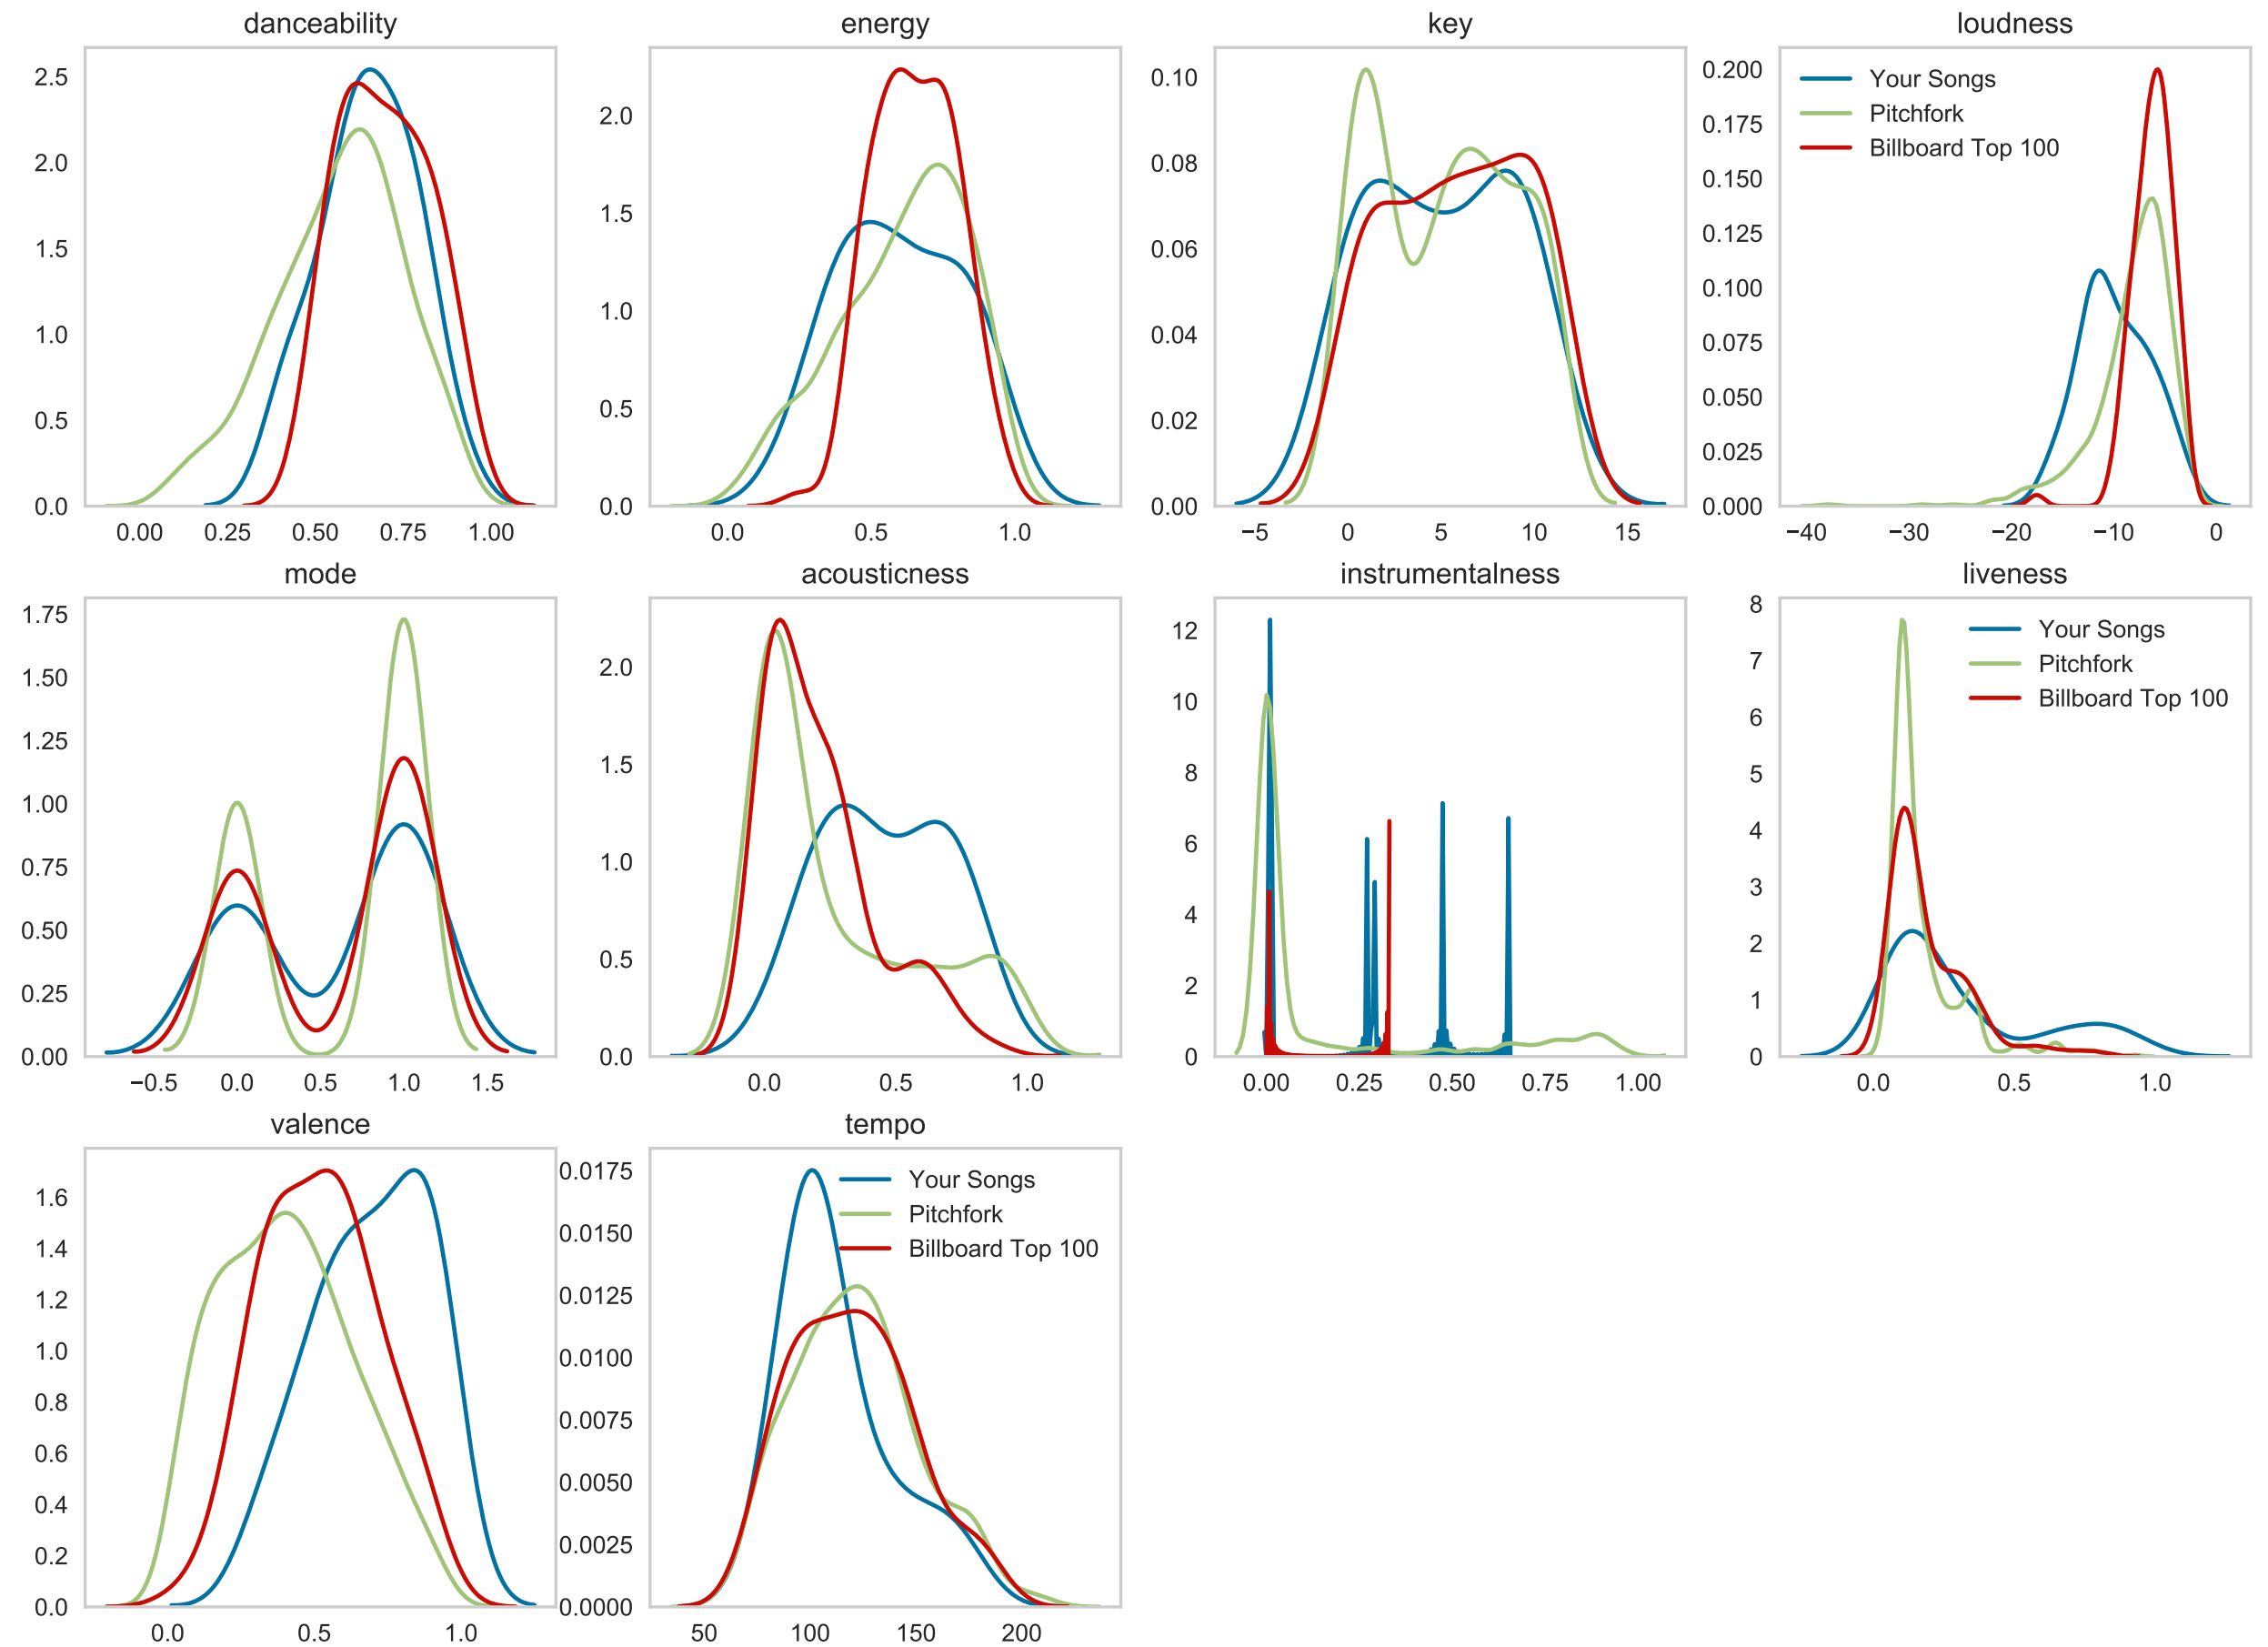 danceability
2.5
2.0
1.5
1.0
0.5
0.0
0.00 0.25 0.50 0.75 1.00
energy
2.0
1.5
1.0
0.5
0.0
0.0 0.5 1.0
key
0.10
0.08
0.06
0.04
0.02
0.00
−5 0 5 10 15
loudness
0.200
0.175
0.150
0.125
0.100
0.075
0.050
0.025
0.000
Your Songs
Pitchfork
Billboard Top 100
−40 −30 −20 −10 0
mode
1.75
1.50
1.25
1.00
0.75
0.50
0.25
0.00
−0.5 0.0 0.5 1.0 1.5
acousticness
2.0
1.5
1.0
0.5
0.0
0.0 0.5 1.0
instrumentalness
12
10
8
6
4
2
0
0.00 0.25 0.50 0.75 1.00
liveness
8
7
6
5
4
3
2
1
0
Your Songs
Pitchfork
Billboard Top 100
0.0 0.5 1.0
valence
1.6
1.4
1.2
1.0
0.8
0.6
0.4
0.2
0.0
0.0 0.5 1.0
tempo
0.0175
0.0150
0.0125
0.0100
0.0075
0.0050
0.0025
0.0000
Your Songs
Pitchfork
Billboard Top 100
50 100 150 200